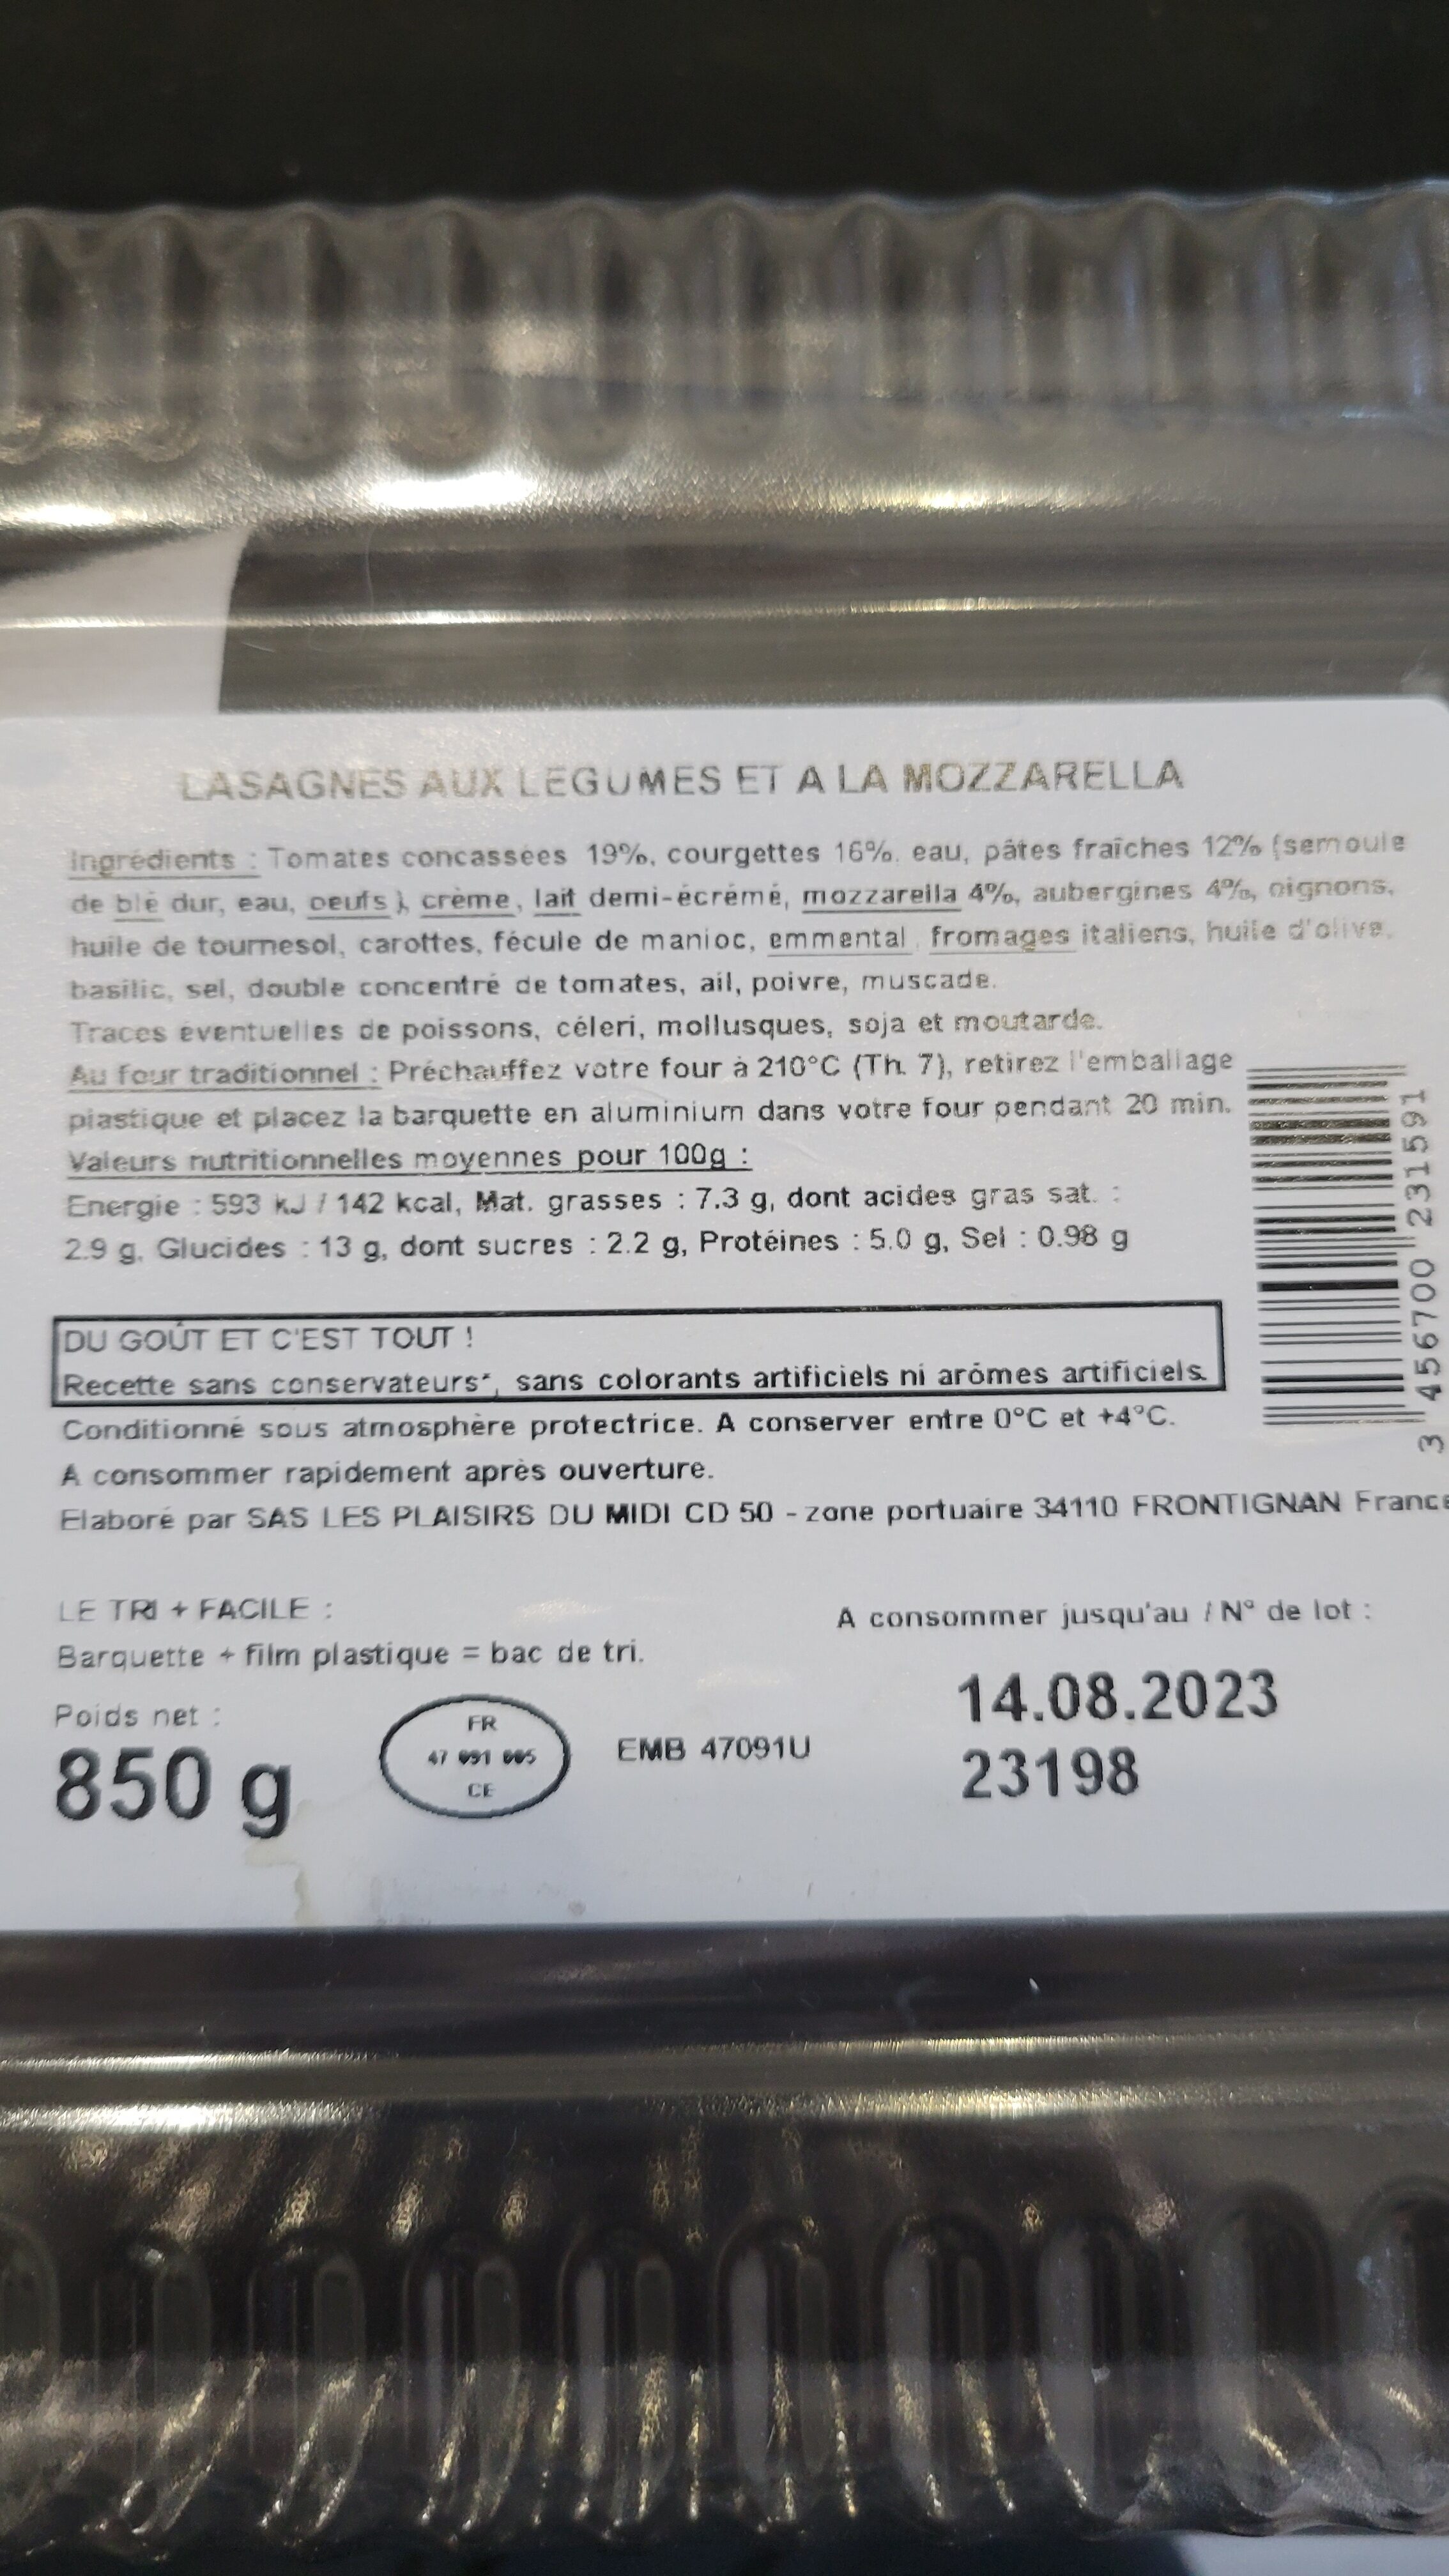 LASAGNES AUX LEGUMES ET A LA MOZZARELLA
Ingrédients : Tomates concassées 19%, courgettes 16%, eau, pâtes fraîches 12% (semoule
de blé dur, eau, oeufs), crème, lait demi-écrémé, mozzarella 4%, aubergines 4%, oignons,
huile de tournesol, carottes, fécule de manioc, emmental, fromages italiens, huile d'olive,
basilic, sel, double concentré de tomates, ail, poivre, muscade.
Traces éventuelles de poissons, céleri, mollusques, soja et moutarde.
Au four traditionnel : Préchauffez votre four à 210°C (Th. 7), retirez l'emballage
plastique et placez la barquette en aluminium dans votre four pendant 20 min.
Valeurs nutritionnelles moyennes pour 100g :
Energie : 593 kJ / 142 kcal, Mat. grasses : 7.3 g, dont acides gras sat. :
2.9 g, Glucides : 13 g, dont sucres : 2.2 g, Protéines : 5.0 g, Sel : 0.98 g
DU GOÛT ET C'EST TOUT !
Recette sans conservateurs*, sans colorants artificiels ni arômes artificiels.
Conditionné sous atmosphère protectrice. A conserver entre 0°C et +4°C.
A consommer rapidement après ouverture.
Elaboré par SAS LES PLAISIRS DU MIDI CD 50 - zone portuaire 34110 FRONTIGNAN France
3 456700 231591
LE TRI + FACILE :
Barquette + film plastique = bac de tri.
Poids net :
850 g
FR
47 091 005
CE
EMB 47091U
A consommer jusqu'au / N° de lot :
14.08.2023
23198